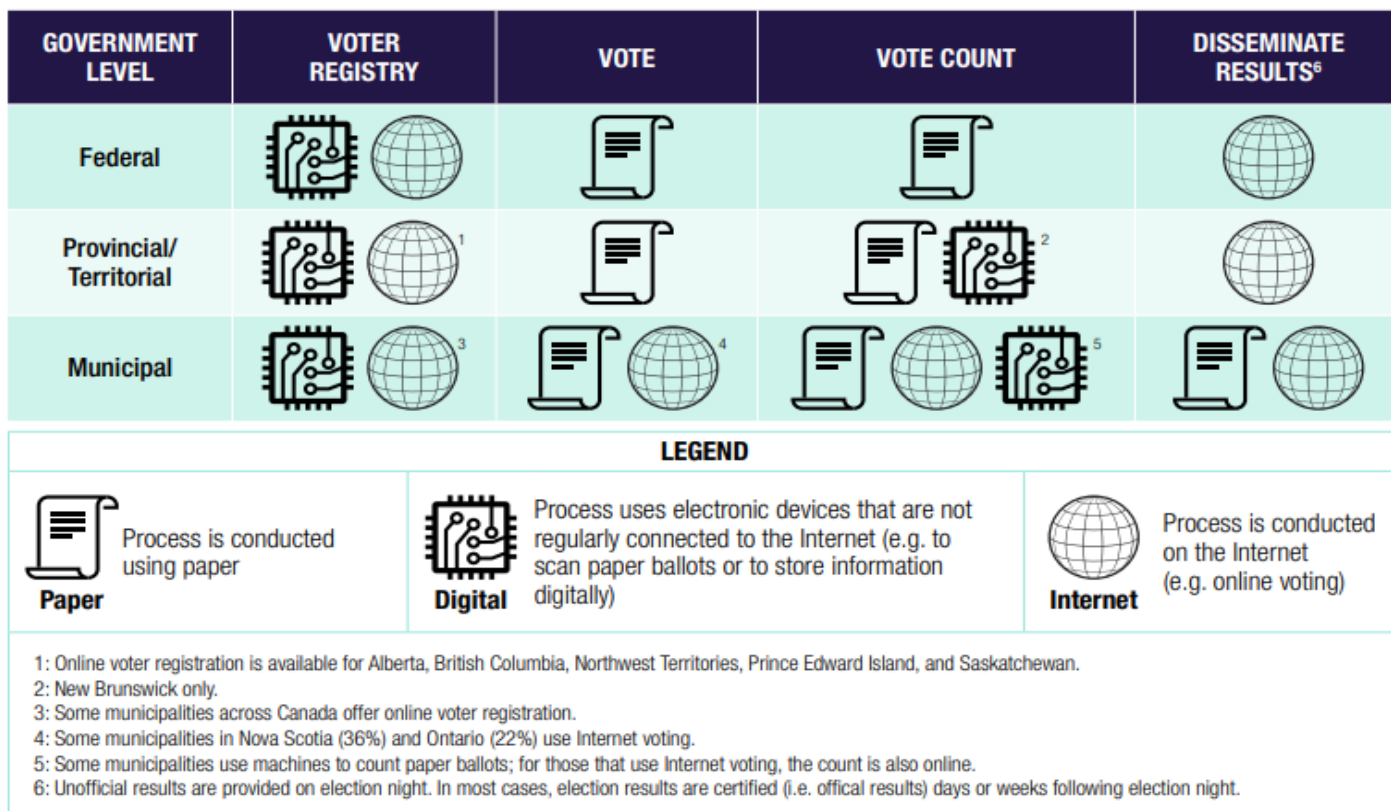 GOVERNMENT LEVEL
VOTER REGISTRY
VOTE
VOTE COUNT
DISSEMINATE RESULTS6
Federal
Provincial/
Territorial
1
2
Municipal
3
4
5
LEGEND
Process is conducted
using paper
Paper
Process uses electronic devices that are not
regularly connected to the Internet (e.g. to
scan paper ballots or to store information
digitally)
Digital
Process is conducted
on the Internet
(e.g. online voting)
Internet
1: Online voter registration is available for Alberta, British Columbia, Northwest Territories, Prince Edward Island, and Saskatchewan.
2: New Brunswick only.
3: Some municipalities across Canada offer online voter registration.
4: Some municipalities in Nova Scotia (36%) and Ontario (22%) use Internet voting.
5: Some municipalities use machines to count paper ballots; for those that use Internet voting, the count is also online.
6: Unofficial results are provided on election night. In most cases, election results are certified (i.e. offical results) days or weeks following election night.